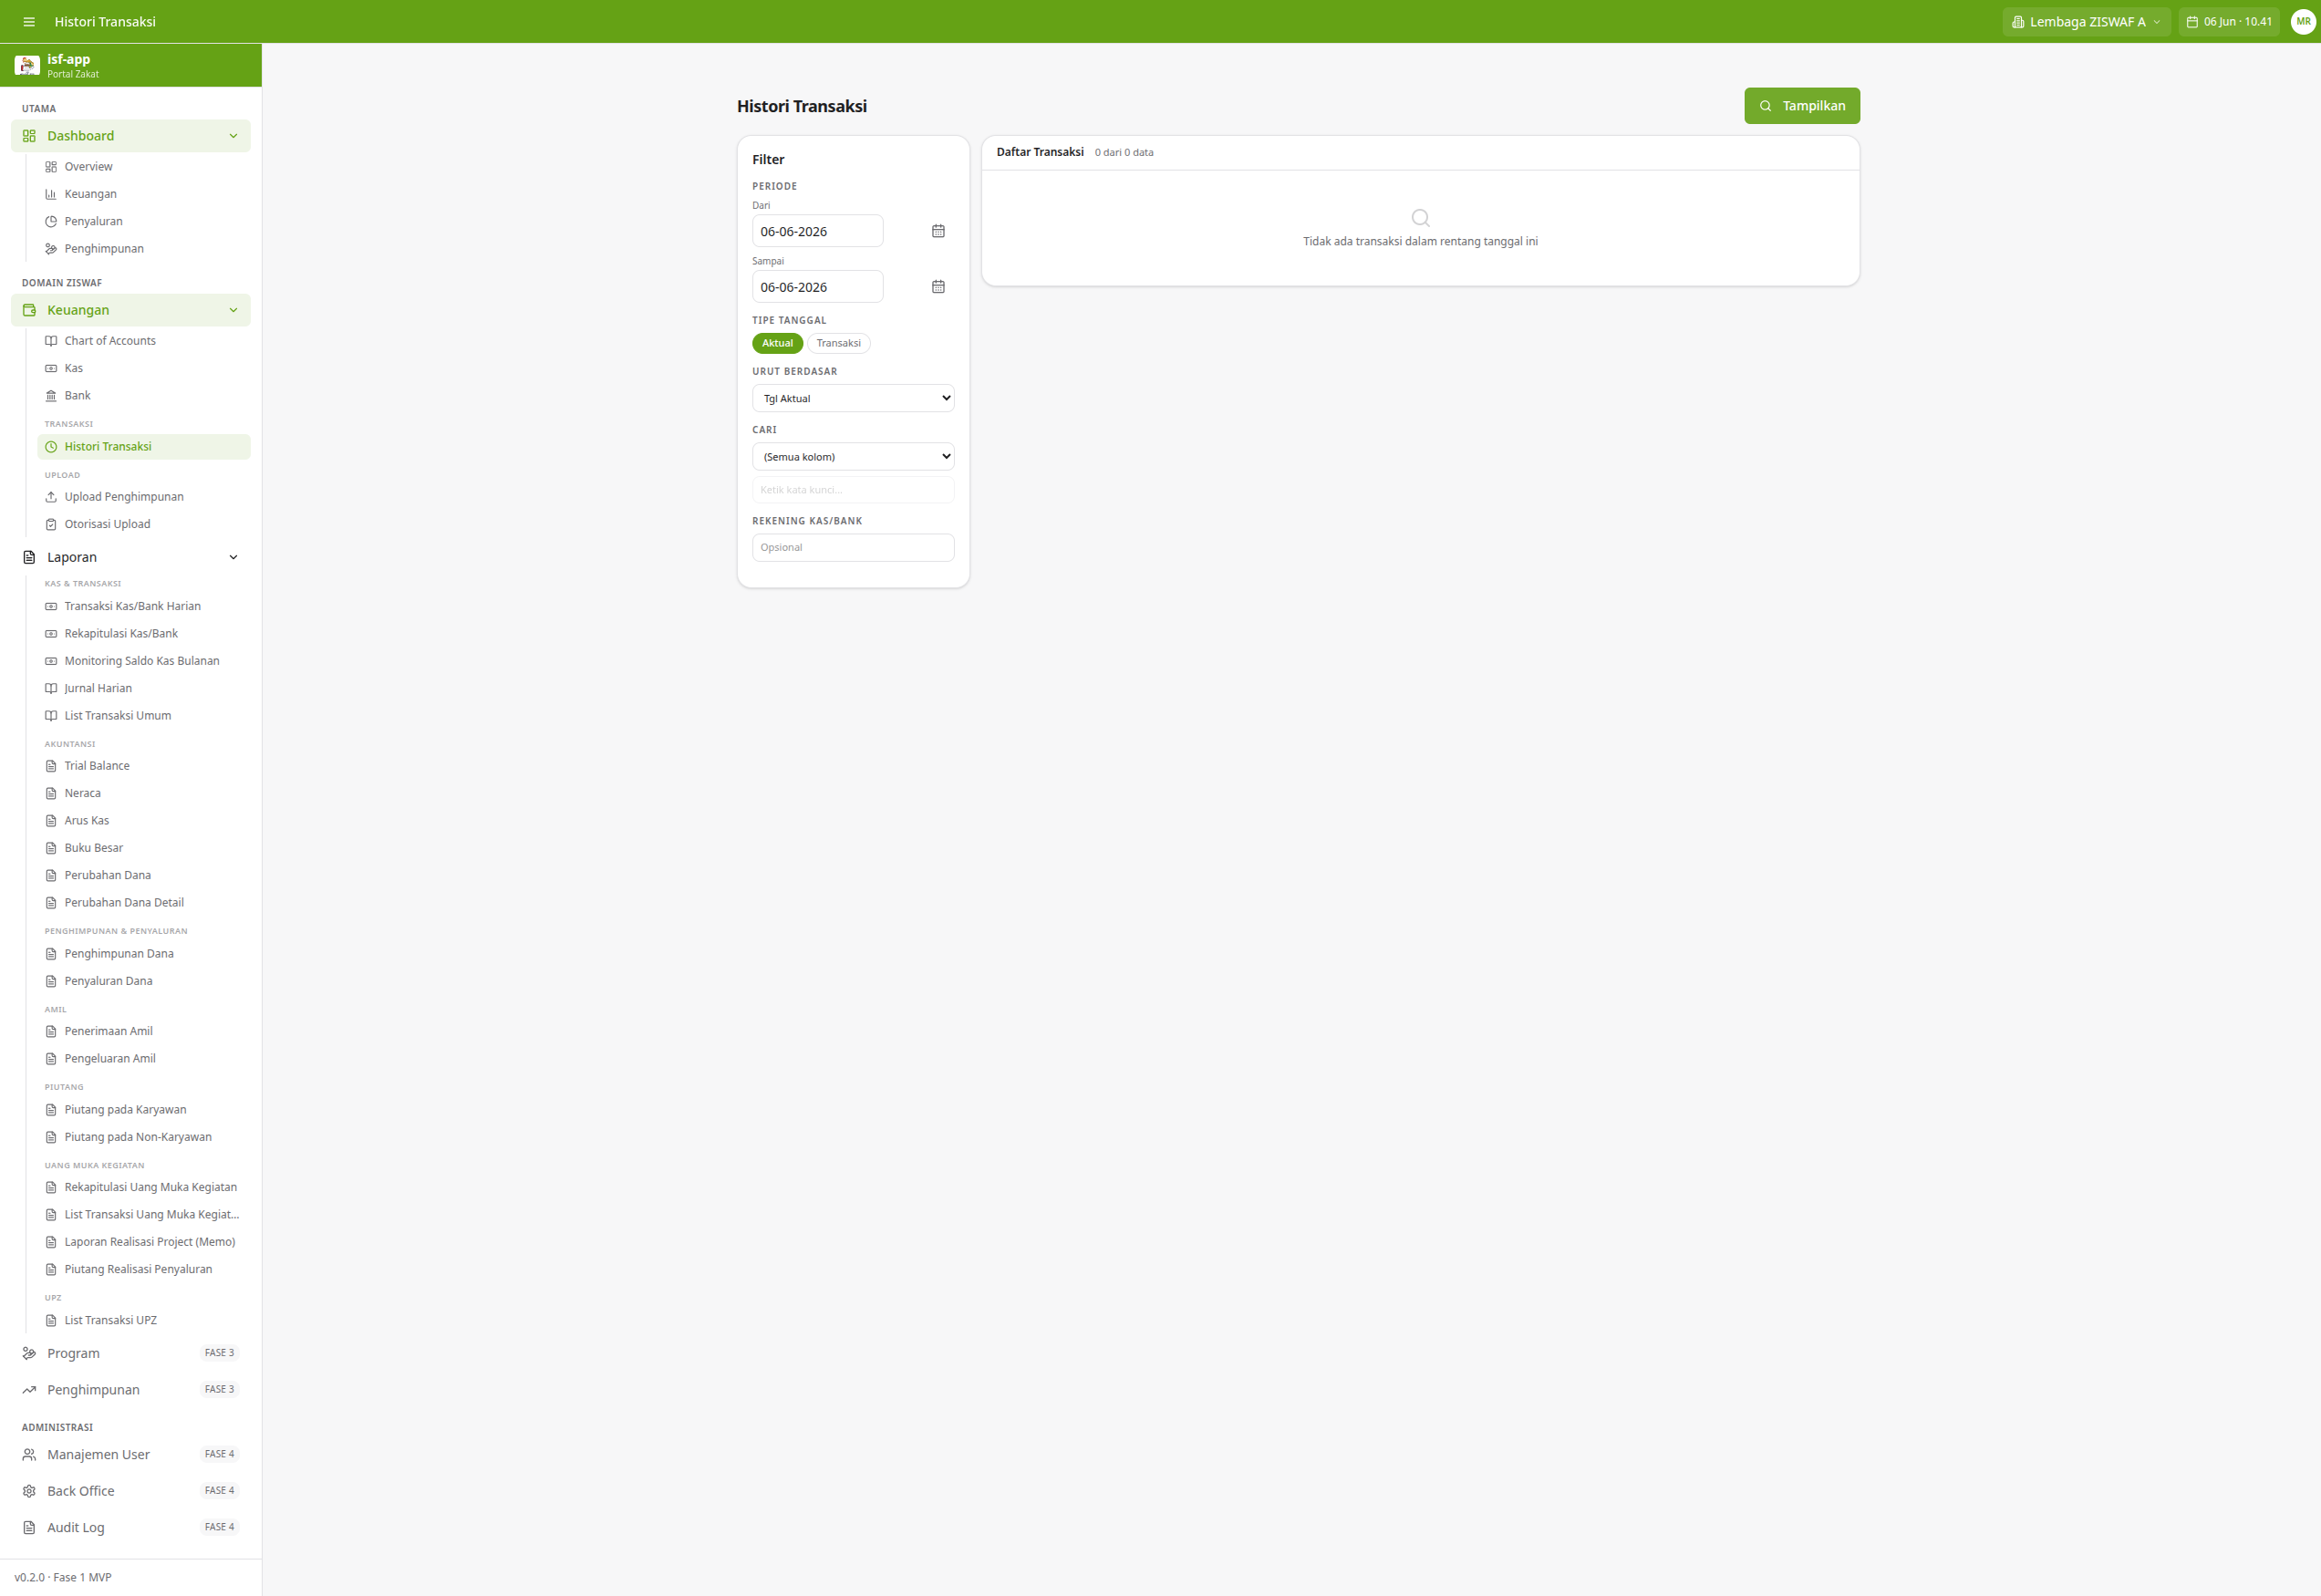 Histori Transaksi
Lembaga ZISWAF A
06 Jun · 10.41
MR
isf-app
Portal Zakat
UTAMA
Dashboard
Overview
Keuangan
Penyaluran
Penghimpunan
DOMAIN ZISWAF
Keuangan
Chart of Accounts
Kas
Bank
TRANSAKSI
Histori Transaksi
UPLOAD
Upload Penghimpunan
Otorisasi Upload
Laporan
KAS & TRANSAKSI
Transaksi Kas/Bank Harian
Rekapitulasi Kas/Bank
Monitoring Saldo Kas Bulanan
Jurnal Harian
List Transaksi Umum
AKUNTANSI
Trial Balance
Neraca
Arus Kas
Buku Besar
Perubahan Dana
Perubahan Dana Detail
PENGHIMPUNAN & PENYALURAN
Penghimpunan Dana
Penyaluran Dana
AMIL
Penerimaan Amil
Pengeluaran Amil
PIUTANG
Piutang pada Karyawan
Piutang pada Non-Karyawan
UANG MUKA KEGIATAN
Rekapitulasi Uang Muka Kegiatan
List Transaksi Uang Muka Kegiat...
Laporan Realisasi Project (Memo)
Piutang Realisasi Penyaluran
UPZ
List Transaksi UPZ
Program FASE 3
Penghimpunan FASE 3
ADMINISTRASI
Manajemen User FASE 4
Back Office FASE 4
Audit Log FASE 4
v0.2.0 · Fase 1 MVP
Histori Transaksi
Tampilkan
Filter
PERIODE
Dari
06-06-2026
Sampai
06-06-2026
TIPE TANGGAL
Aktual Transaksi
URUT BERDASAR
Tgl Aktual
CARI
(Semua kolom)
Ketik kata kunci...
REKENING KAS/BANK
Opsional
Daftar Transaksi 0 dari 0 data
Tidak ada transaksi dalam rentang tanggal ini